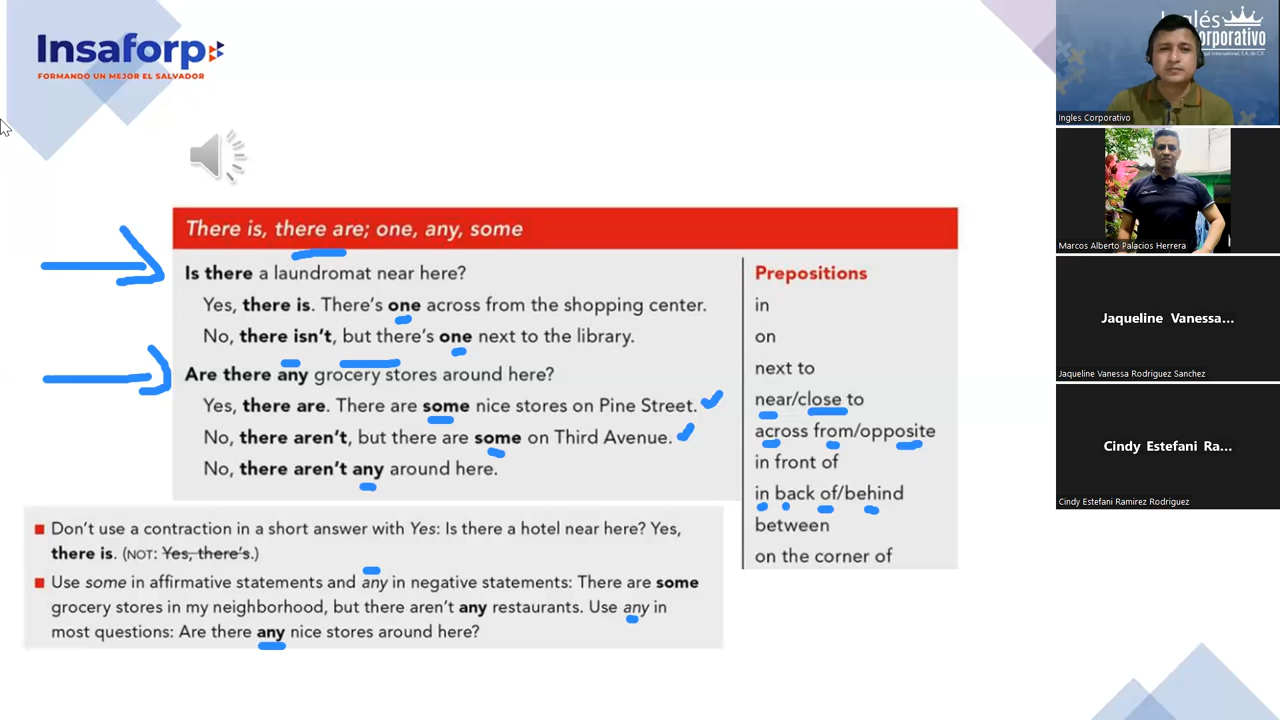 Insaforp
FORMANDO UN MEJOR EL SALVADOR
There is, there are; one, any, some
Is there a laundromat near here?
Yes, there is. There's one across from the shopping center.
No, there isn't, but there's one next to the library.
Are there any grocery stores around here?
Yes, there are. There are some nice stores on Pine Street.
No, there aren't, but there are some on Third Avenue.
No, there aren't any around here.
Prepositions
in
on
next to
near/close to
across from/opposite
in front of
in back of/behind
between
on the corner of
Don't use a contraction in a short answer with Yes: Is there a hotel near here? Yes,
there is. (NOT: Yes, there's.)
Use some in affirmative statements and any in negative statements: There are some
grocery stores in my neighborhood, but there aren't any restaurants. Use any in
most questions: Are there any nice stores around here?
Inglés
orporativo
Ingles Corporativo
Marcos Alberto Palacios Herrera
Jaqueline Vanessa...
Jaqueline Vanessa Rodriguez Sanchez
Cindy Estefani Ra...
Cindy Estefani Ramirez Rodriguez